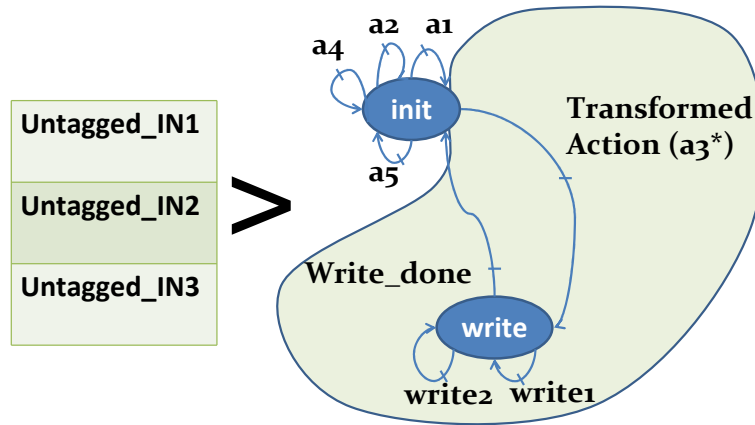 Untagged_IN1
Untagged_IN2
Untagged_IN3
>
a4
a2
a1
init
a5
Transformed
Action (a3*)
Write_done
write
write2
write1